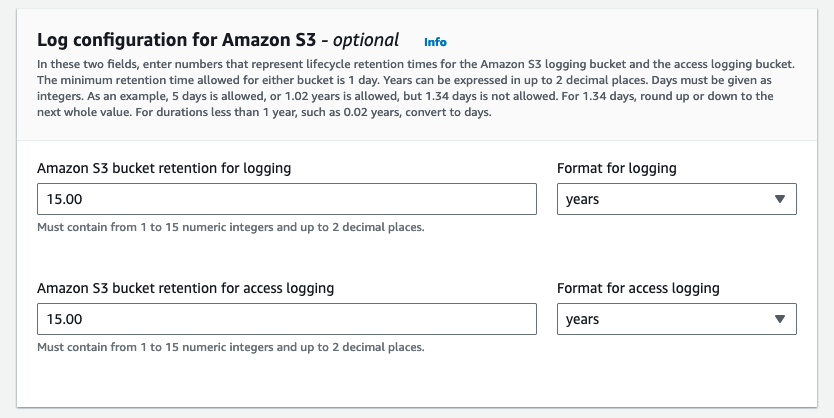 Log configuration for Amazon S3 - optional Info
In these two fields, enter numbers that represent lifecycle retention times for the Amazon S3 logging bucket and the access logging bucket.
The minimum retention time allowed for either bucket is 1 day. Years can be expressed in up to 2 decimal places. Days must be given as
integers. As an example, 5 days is allowed, or 1.02 years is allowed, but 1.34 days is not allowed. For 1.34 days, round up or down to the
next whole value. For durations less than 1 year, such as 0.02 years, convert to days.
Amazon S3 bucket retention for logging
Format for logging
15.00
years
Must contain from 1 to 15 numeric integers and up to 2 decimal places.
Amazon S3 bucket retention for access logging
Format for access logging
15.00
years
Must contain from 1 to 15 numeric integers and up to 2 decimal places.